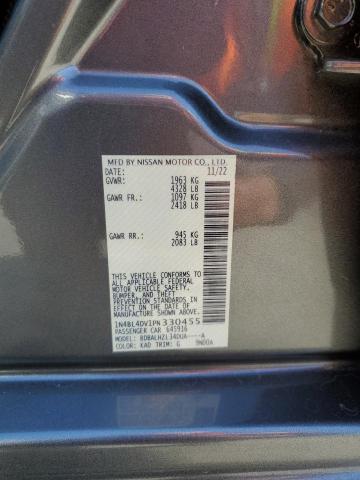 MFD BY NISSAN MOTOR CO., LTD.
DATE: 11/22
GVWR: 1963 KG
4328 LB
GAWR FR: 1097 KG
2418 LB
GAWR RR: 945 KG
2083 LB
THIS VEHICLE CONFORMS TO
ALL APPLICABLE FEDERAL
MOTOR VEHICLE SAFETY,
BUMPER, AND THEFT
PREVENTION STANDARDS IN
EFFECT ON THE DATE OF
MANUFACTURE SHOWN ABOVE.
1N4BL4DV1PN330455
PASSENGER CAR 645916
MODEL: BDBALHZL34DUA----A
COLOR: KAD TRIM: G 9NDOA